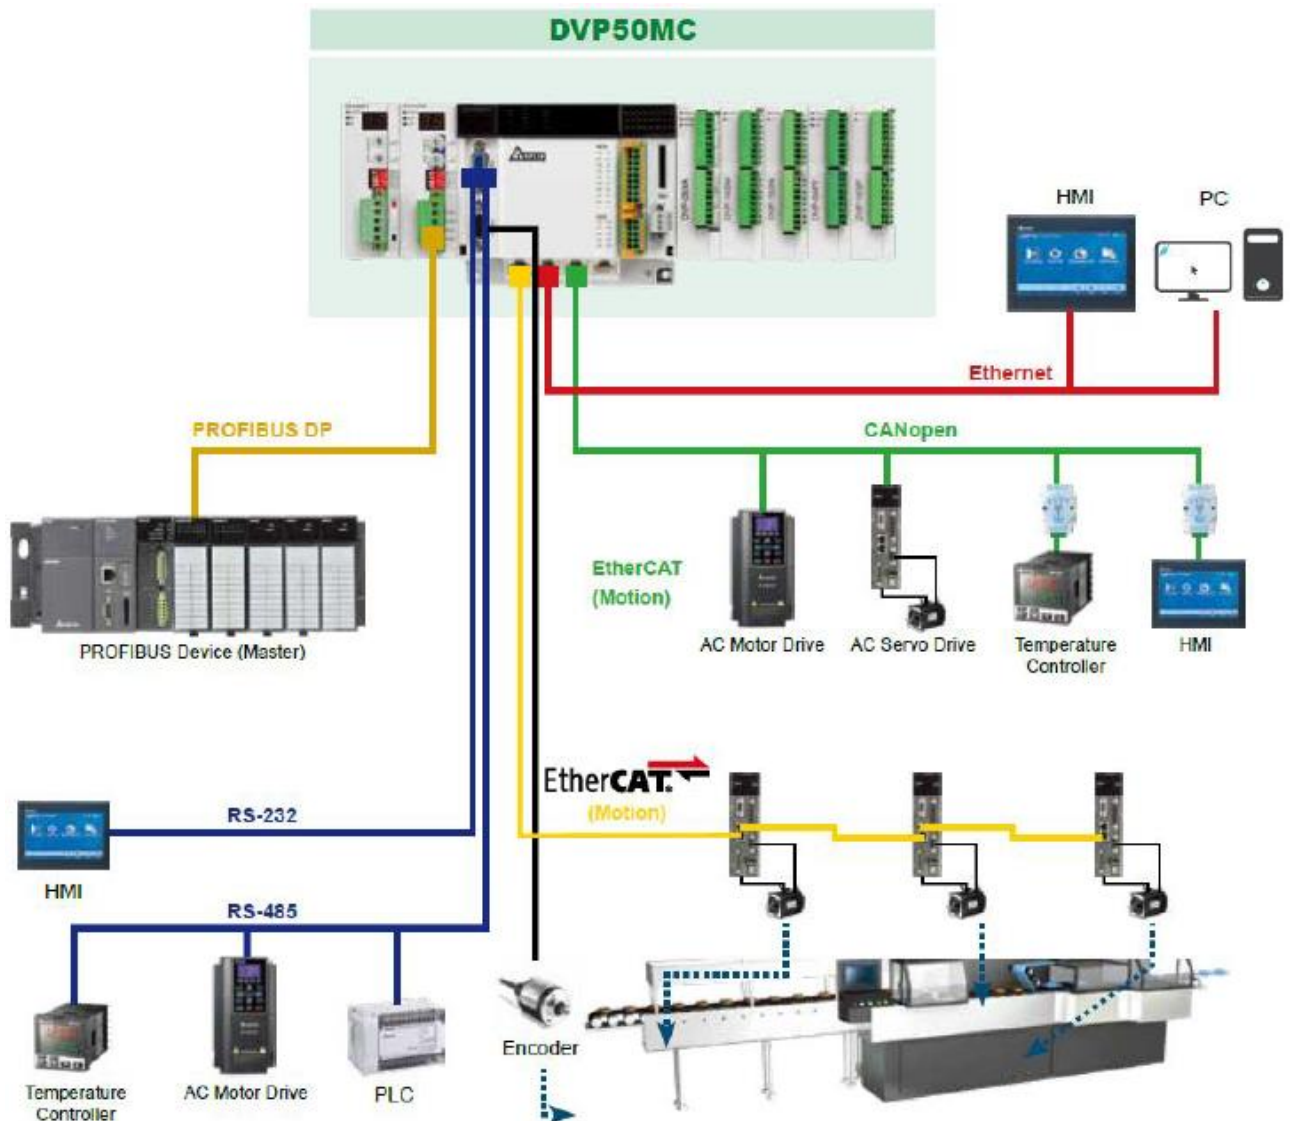 DVP50MC
HMI
PC
Ethernet
PROFIBUS DP
CANopen
EtherCAT
(Motion)
PROFIBUS Device (Master)
AC Motor Drive
AC Servo Drive
Temperature
Controller
HMI
EtherCAT.
(Motion)
RS-232
HMI
RS-485
Encoder
Temperature
Controller
AC Motor Drive
PLC